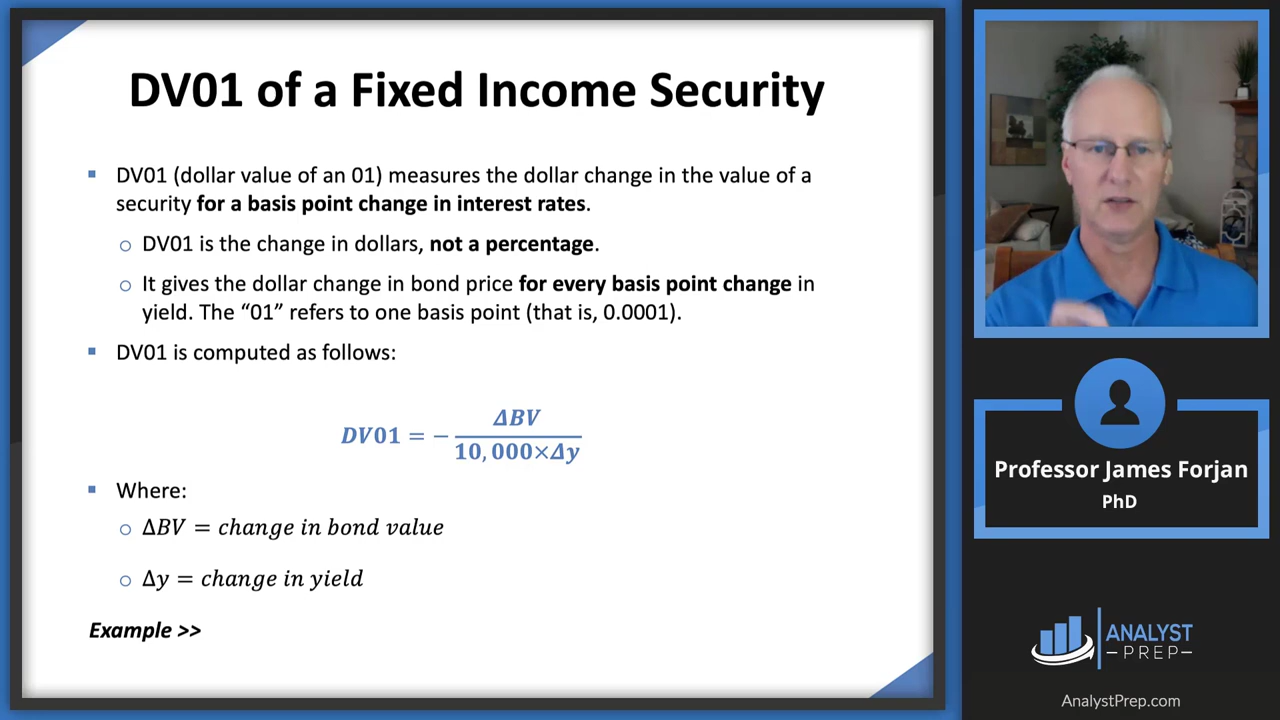 DV01 of a Fixed Income Security
▪ DV01 (dollar value of an 01) measures the dollar change in the value of a
security for a basis point change in interest rates.
○ DV01 is the change in dollars, not a percentage.
○ It gives the dollar change in bond price for every basis point change in
yield. The “01” refers to one basis point (that is, 0.0001).
▪ DV01 is computed as follows:
DV01 = − ΔBV / 10,000×Δy
▪ Where:
○ ΔBV = change in bond value
○ Δy = change in yield
Example >>
Professor James Forjan
PhD
ANALYST
–PREP–
AnalystPrep.com